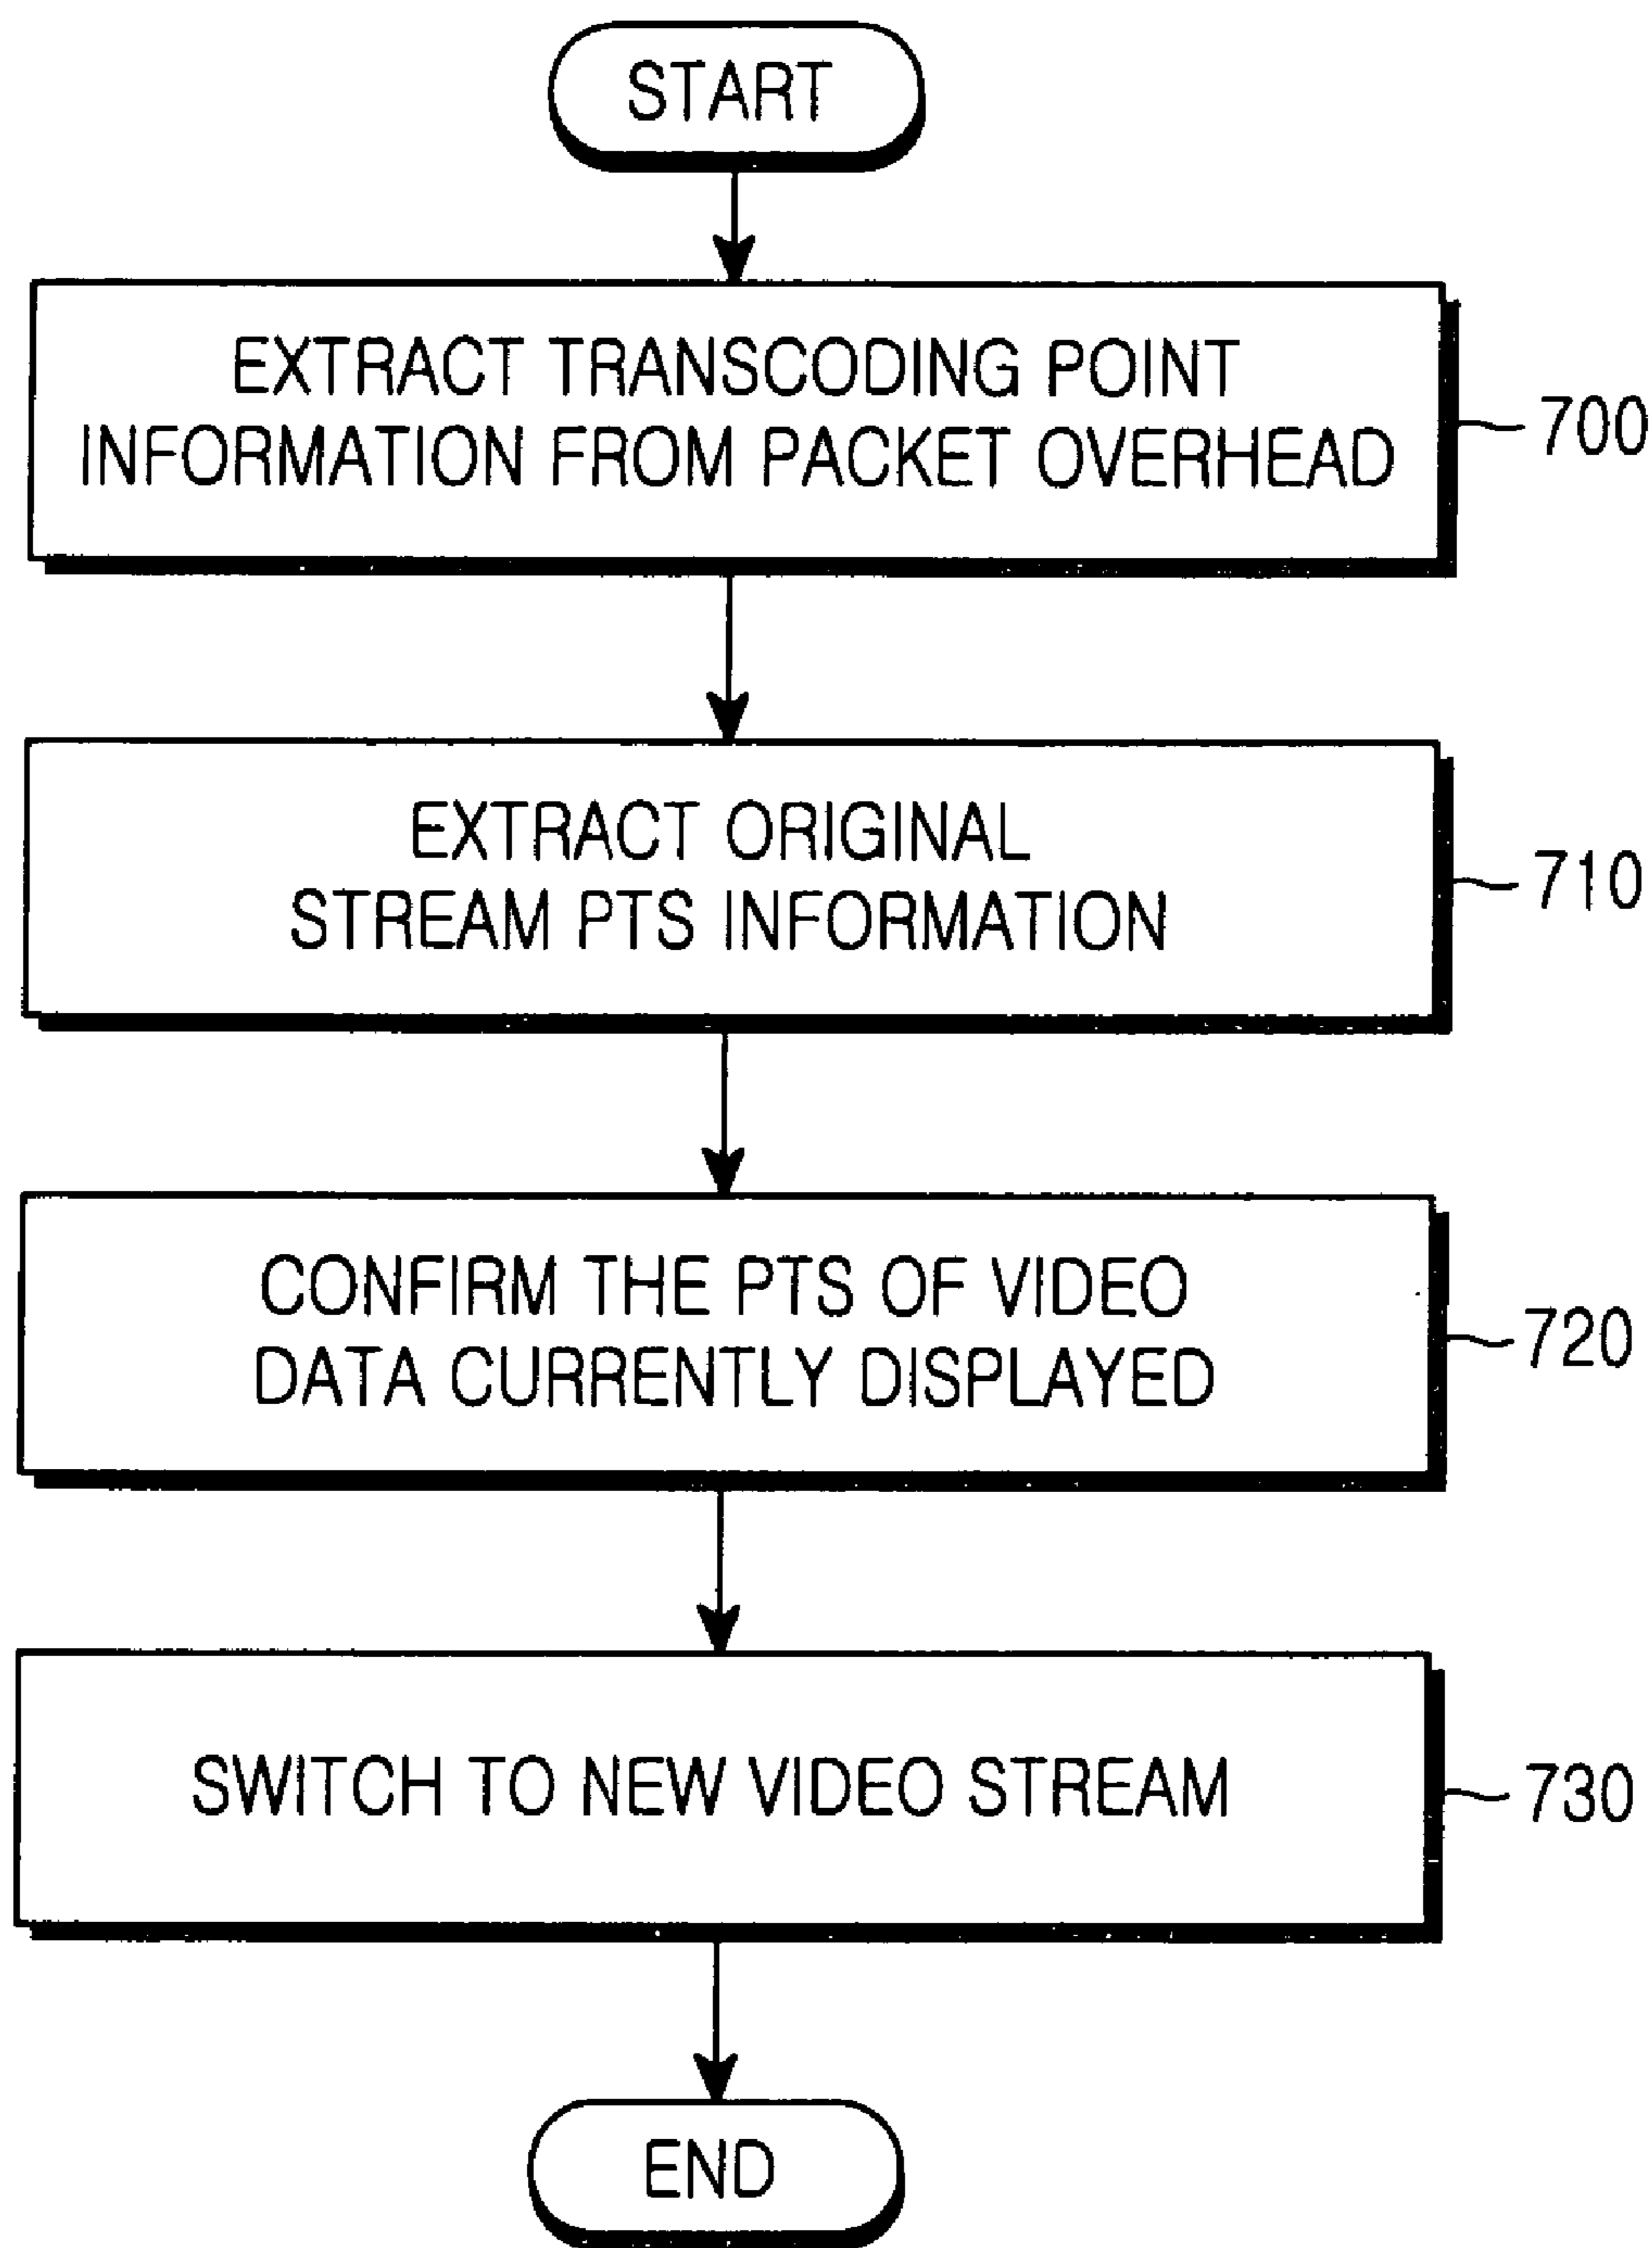 START
EXTRACT TRANSCODING POINT
INFORMATION FROM PACKET OVERHEAD
700
EXTRACT ORIGINAL
STREAM PTS INFORMATION
710
CONFIRM THE PTS OF VIDEO
DATA CURRENTLY DISPLAYED
720
SWITCH TO NEW VIDEO STREAM
730
END